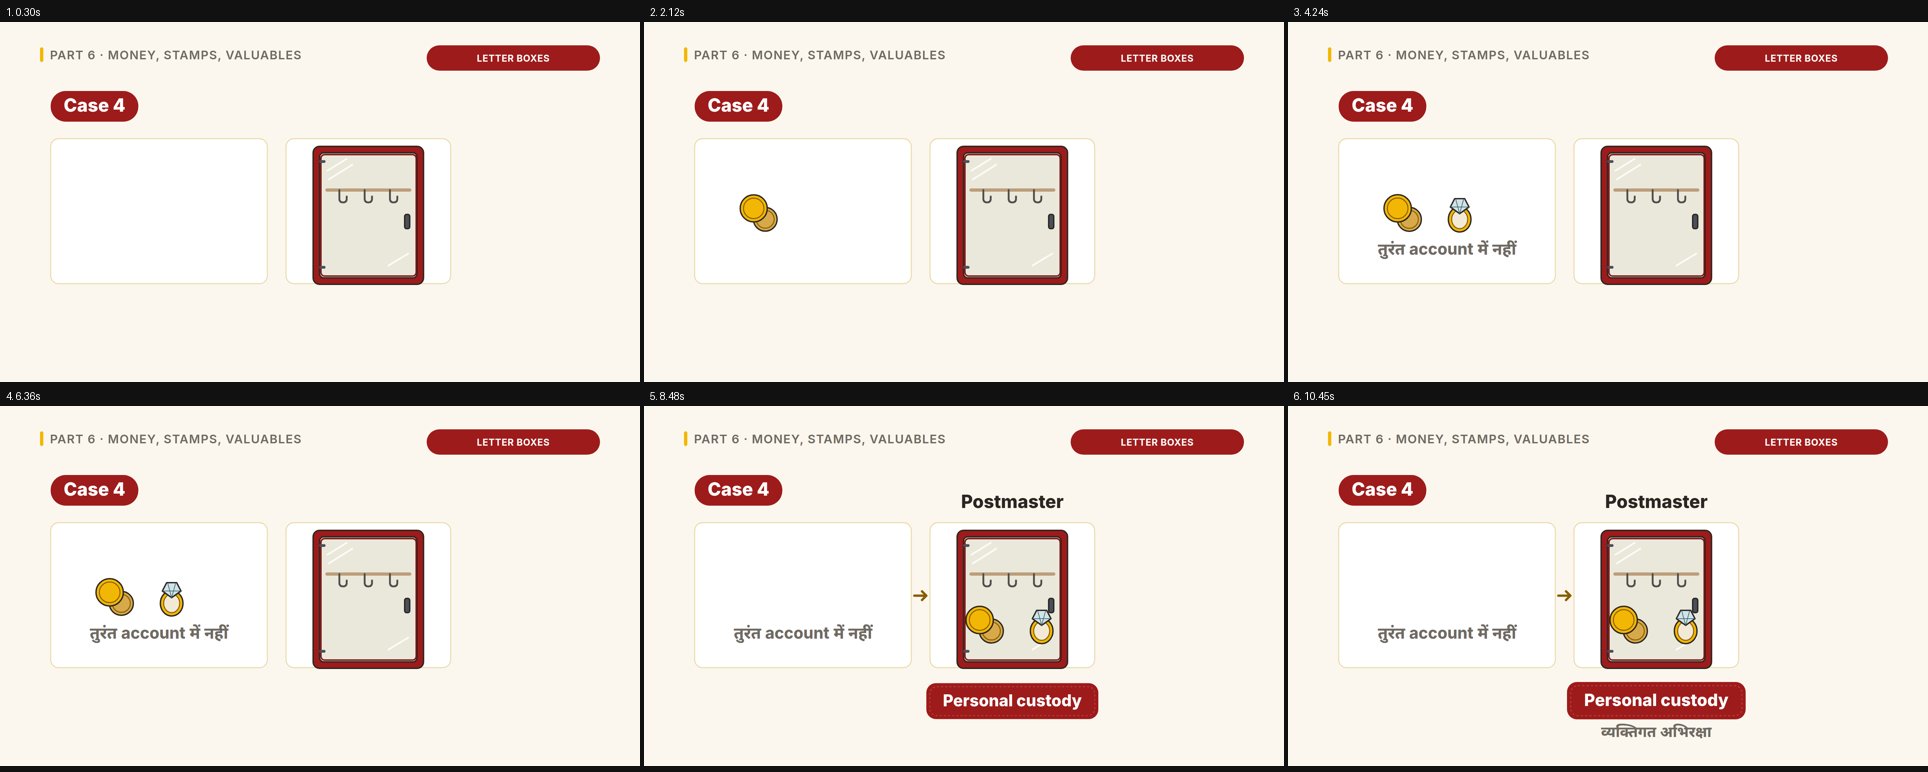 1. 0.30s
PART 6 · MONEY, STAMPS, VALUABLES
LETTER BOXES
Case 4
2. 2.12s
PART 6 · MONEY, STAMPS, VALUABLES
LETTER BOXES
Case 4
3. 4.24s
PART 6 · MONEY, STAMPS, VALUABLES
LETTER BOXES
Case 4
तुरंत account में नहीं
4. 6.36s
PART 6 · MONEY, STAMPS, VALUABLES
LETTER BOXES
Case 4
तुरंत account में नहीं
5. 8.48s
PART 6 · MONEY, STAMPS, VALUABLES
LETTER BOXES
Case 4
Postmaster
तुरंत account में नहीं
➔
Personal custody
6. 10.45s
PART 6 · MONEY, STAMPS, VALUABLES
LETTER BOXES
Case 4
Postmaster
तुरंत account में नहीं
➔
Personal custody
व्यक्तिगत अभिरक्षा